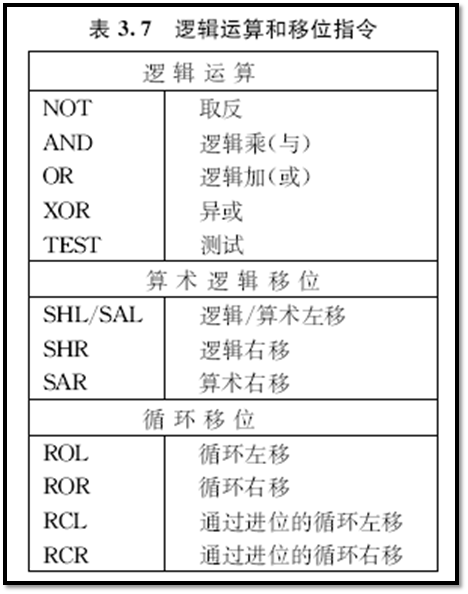 表 3.7 逻辑运算和移位指令
逻辑运算
NOT 取反
AND 逻辑乘(与)
OR 逻辑加(或)
XOR 异或
TEST 测试
算术逻辑移位
SHL/SAL 逻辑/算术左移
SHR 逻辑右移
SAR 算术右移
循环移位
ROL 循环左移
ROR 循环右移
RCL 通过进位的循环左移
RCR 通过进位的循环右移